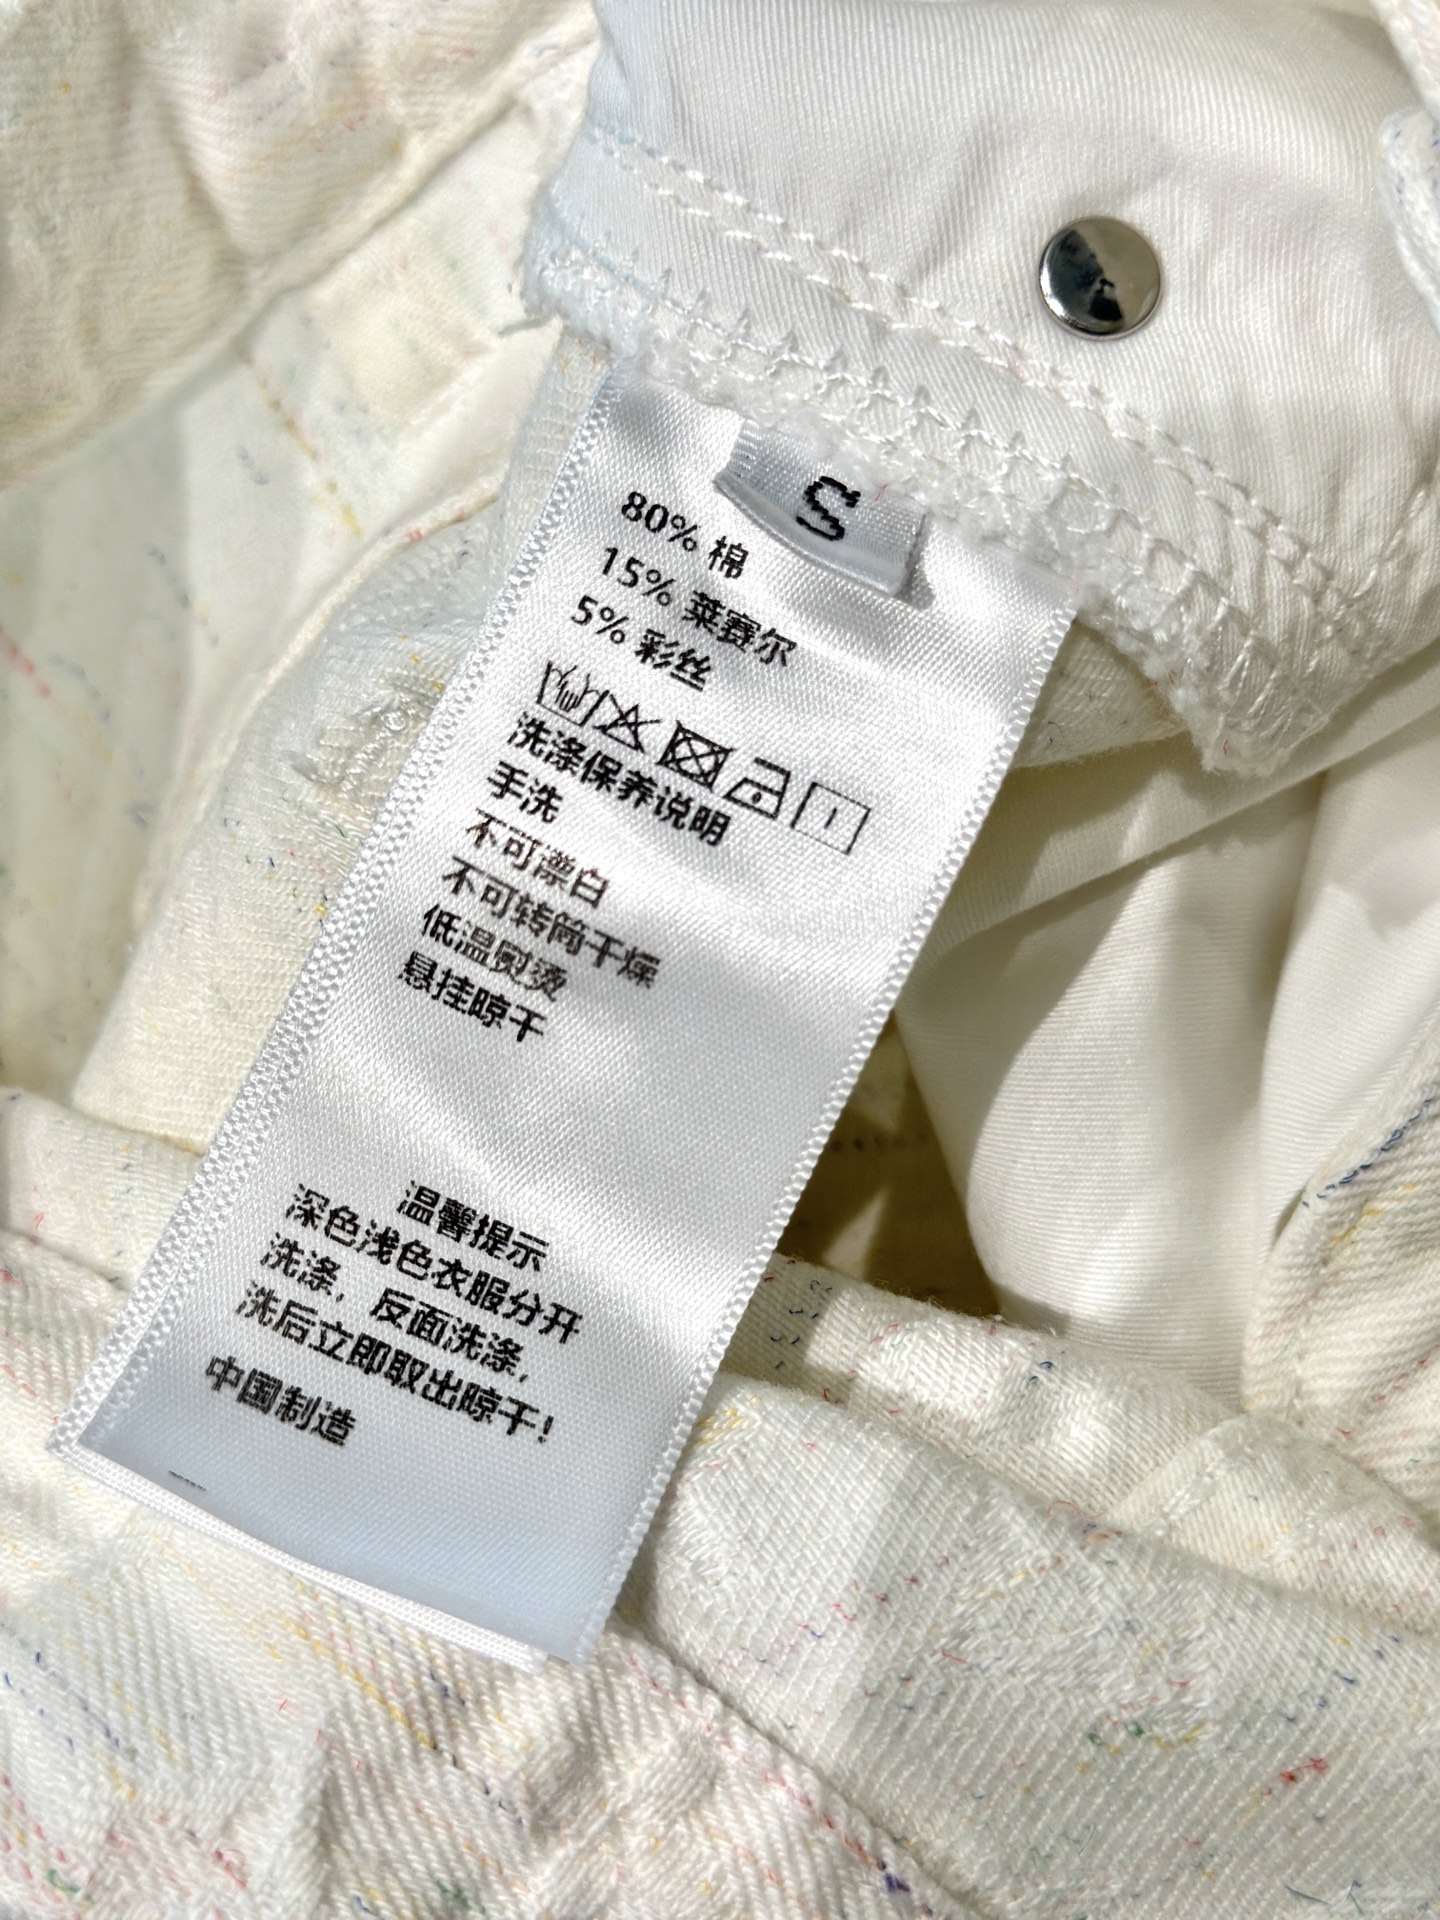 S
80% 棉
15% 莱赛尔
5% 彩丝
洗涤保养说明
手洗
不可漂白
不可转筒干燥
低温熨烫
悬挂晾干
温馨提示
深色浅色衣服分开
洗涤，反面洗涤，
洗后立即取出晾干！
中国制造